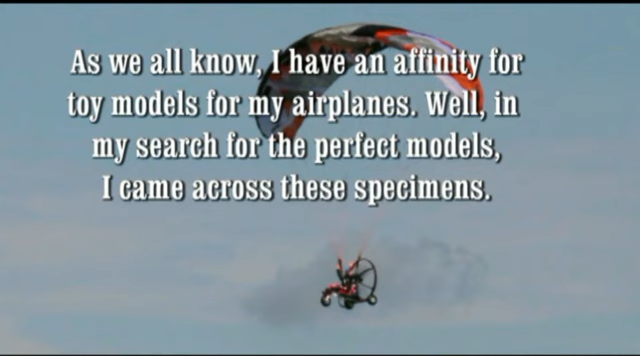 As we all know, I have an affinity for
toy models for my airplanes. Well, in
my search for the perfect models,
I came across these specimens.